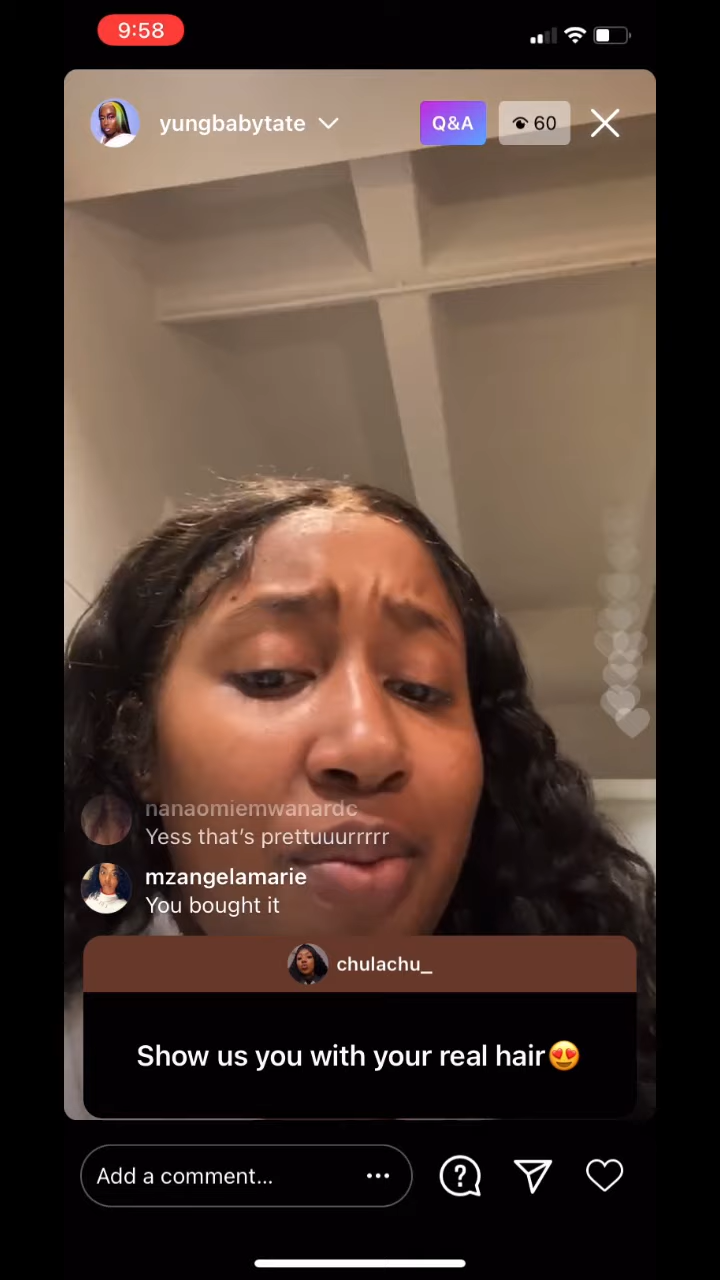 9:58
yungbabytate
Q&A
60
nanaomiemwanardc
Yess that's prettuuurrrrr
mzangelamarie
You bought it
chulachu_
Show us you with your real hair😍
Add a comment...